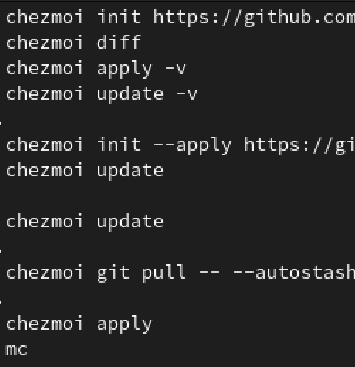 chezmoi init https://github.com
chezmoi diff
chezmoi apply -v
chezmoi update -v
.
chezmoi init --apply https://gi
chezmoi update
chezmoi update
.
chezmoi git pull -- --autostash
.
chezmoi apply
mc